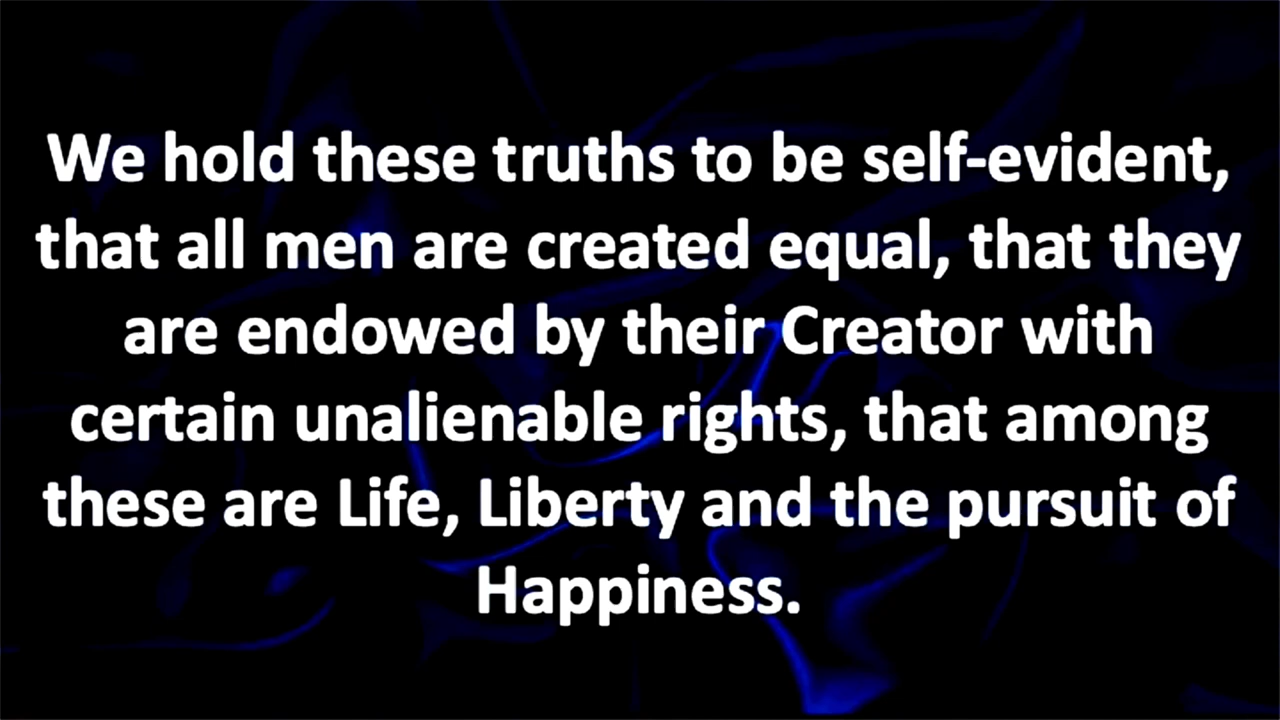 We hold these truths to be self-evident,
that all men are created equal, that they
are endowed by their Creator with
certain unalienable rights, that among
these are Life, Liberty and the pursuit of
Happiness.